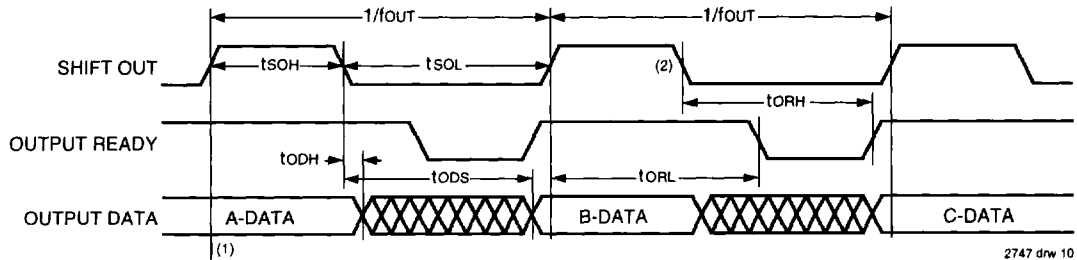 1/fOUT 1/fOUT
SHIFT OUT tSOH tSOL (2)
tORH
OUTPUT READY
tODH tODS tORL
OUTPUT DATA A-DATA B-DATA C-DATA
(1)
2747 drw 10